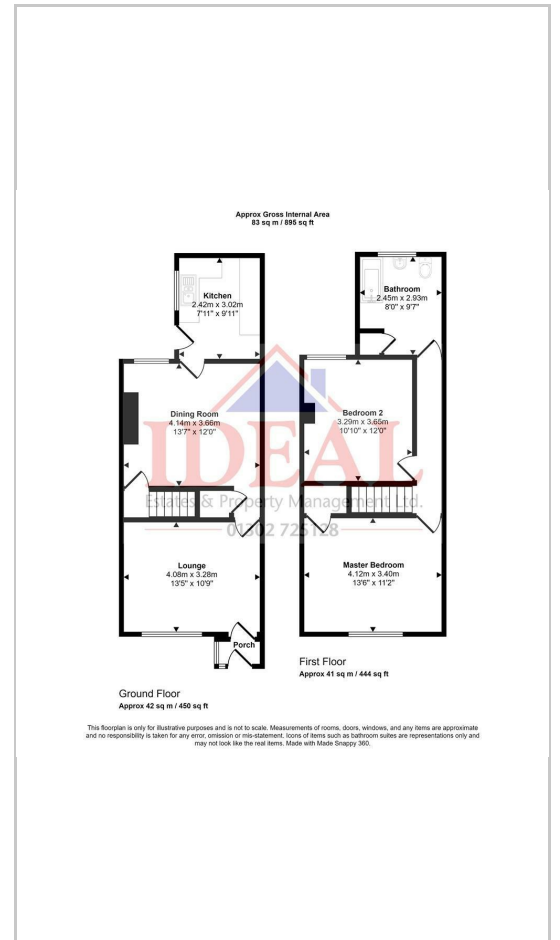 Approx Gross Internal Area
83 sq m / 895 sq ft
Kitchen
2.42m x 3.02m
7'11" x 9'11"
Bathroom
2.45m x 2.93m
8'0" x 9'7"
Dining Room
4.14m x 3.66m
13'7" x 12'0"
Bedroom 2
3.29m x 3.65m
10'10" x 12'0"
IDEAL
Estates & Property Management Ltd.
01302 725128
Lounge
4.08m x 3.28m
13'5" x 10'9"
Master Bedroom
4.12m x 3.40m
13'6" x 11'2"
Porch
Ground Floor
Approx 42 sq m / 450 sq ft
First Floor
Approx 41 sq m / 444 sq ft
This floorplan is only for illustrative purposes and is not to scale. Measurements of rooms, doors, windows, and any items are approximate
and no responsibility is taken for any error, omission or mis-statement. Icons of items such as bathroom suites are representations only and
may not look like the real items. Made with Made Snappy 360.